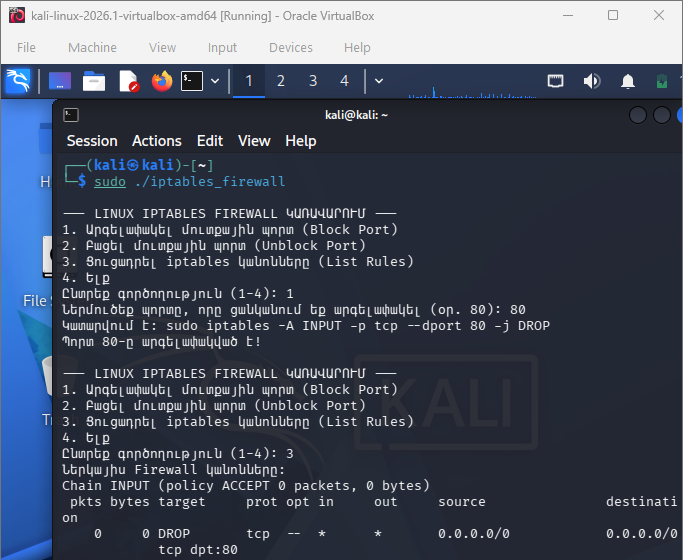 kali-linux-2026.1-virtualbox-amd64 [Running] - Oracle VirtualBox
File Machine View Input Devices Help
1 2 3 4
kali@kali: ~
Session Actions Edit View Help
┌──(kali㉿kali)-[~]
└─$ sudo ./iptables_firewall
─── LINUX IPTABLES FIREWALL ԿԱՌԱՎԱՐՈՒՄ ───
1. Արգելափակել մուտքային պորտ (Block Port)
2. Բացել մուտքային պորտ (Unblock Port)
3. Ցուցադրել iptables կանոնները (List Rules)
4. Ելք
Ընտրեք գործողություն (1-4): 1
Ներմուծեք պորտը, որը ցանկանում եք արգելափակել (օր. 80): 80
Կատարվում է: sudo iptables -A INPUT -p tcp --dport 80 -j DROP
Պորտ 80-ը արգելափակված է!
─── LINUX IPTABLES FIREWALL ԿԱՌԱՎԱՐՈՒՄ ───
1. Արգելափակել մուտքային պորտ (Block Port)
2. Բացել մուտքային պորտ (Unblock Port)
3. Ցուցադրել iptables կանոնները (List Rules)
4. Ելք
Ընտրեք գործողություն (1-4): 3
Ներկայիս Firewall կանոնները:
Chain INPUT (policy ACCEPT 0 packets, 0 bytes)
pkts bytes target prot opt in out source destinati
on
0 0 DROP tcp -- * * 0.0.0.0/0 0.0.0.0/0
tcp dpt:80
KALI
File